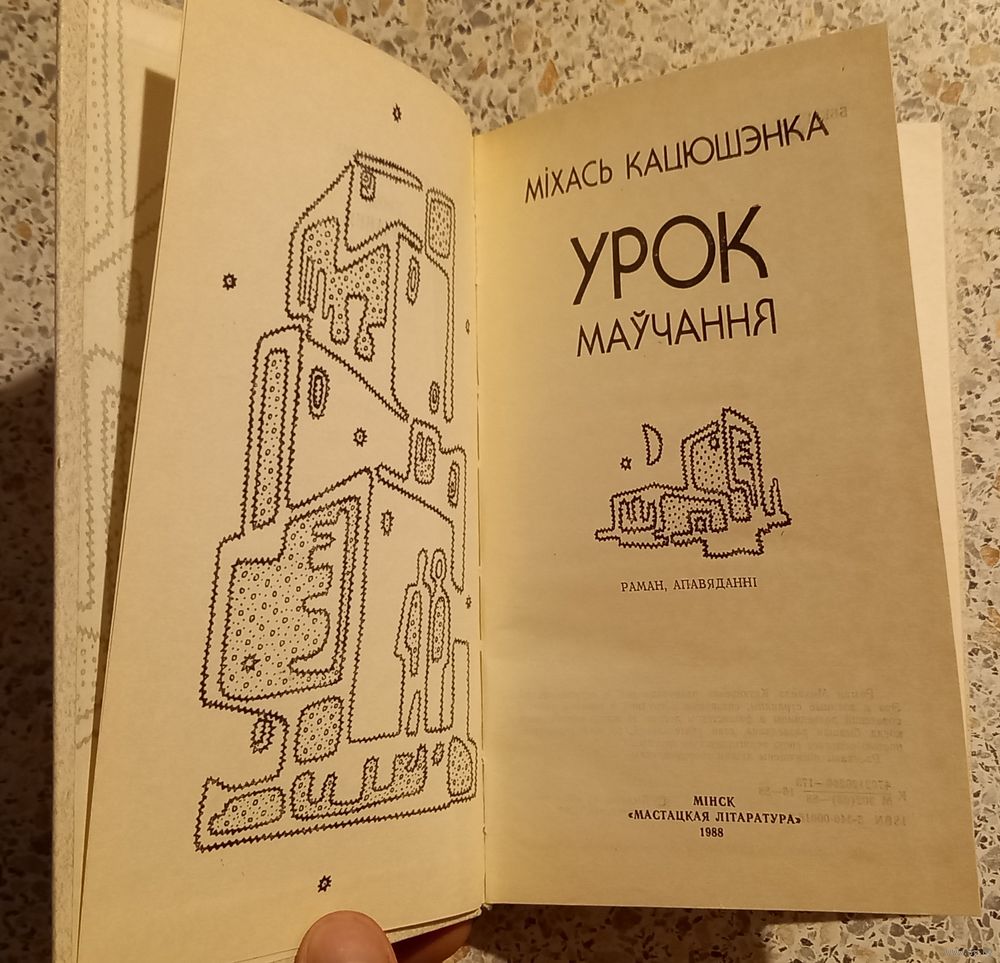 МІХАСЬ КАЦЮШЭНКА
УРОК
МАЎЧАННЯ
РАМАН, АПАВЯДАННІ
МІНСК
«МАСТАЦКАЯ ЛІТАРАТУРА»
1988